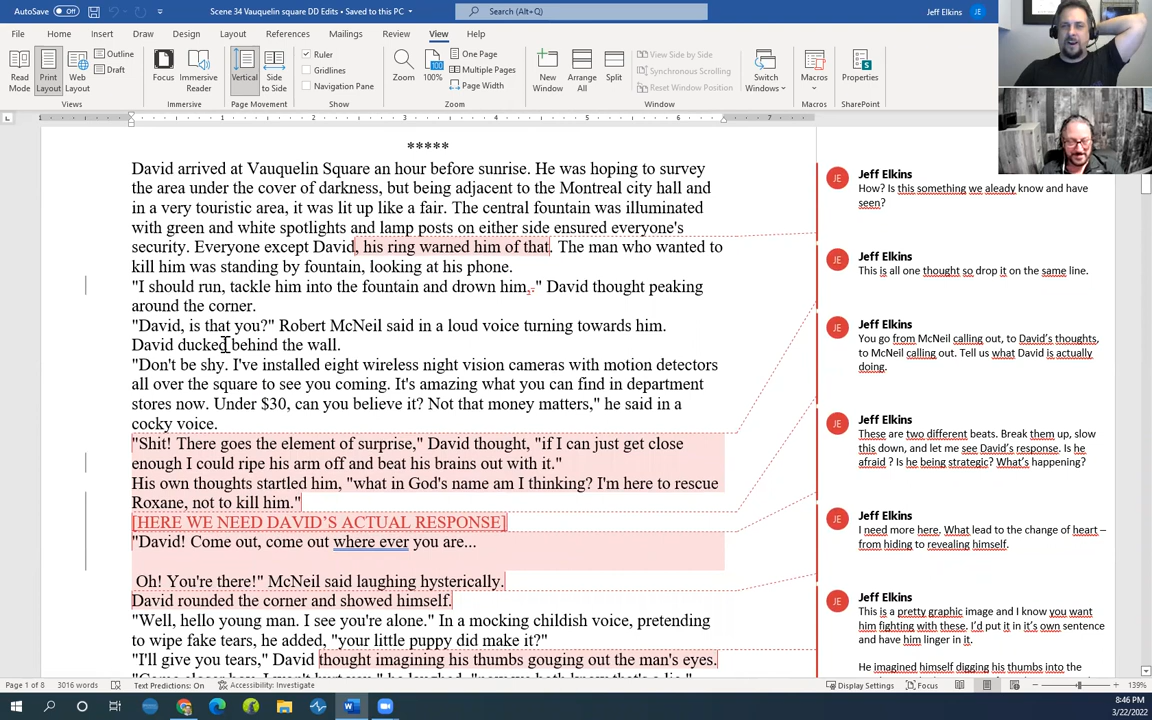 AutoSave
Off
Scene 34 Vauquelin square DD Edits • Saved to this PC
Search (Alt+Q)
Jeff Elkins
JE
File
Home
Insert
Draw
Design
Layout
References
Mailings
Review
View
Help
Read Mode
Print Layout
Web Layout
Outline
Draft
Views
Focus
Immersive Reader
Immersive
Vertical
Side to Side
Page Movement
Ruler
Gridlines
Navigation Pane
Show
Zoom
100%
One Page
Multiple Pages
Page Width
Zoom
New Window
Arrange All
Split
View Side by Side
Synchronous Scrolling
Reset Window Position
Window
Switch Windows
Macros
Macros
Properties
SharePoint
*****
David arrived at Vauquelin Square an hour before sunrise. He was hoping to survey
the area under the cover of darkness, but being adjacent to the Montreal city hall and
in a very touristic area, it was lit up like a fair. The central fountain was illuminated
with green and white spotlights and lamp posts on either side ensured everyone's
security. Everyone except David, his ring warned him of that. The man who wanted to
kill him was standing by fountain, looking at his phone.
"I should run, tackle him into the fountain and drown him,." David thought peaking
around the corner.
"David, is that you?" Robert McNeil said in a loud voice turning towards him.
David ducked behind the wall.
"Don't be shy. I've installed eight wireless night vision cameras with motion detectors
all over the square to see you coming. It's amazing what you can find in department
stores now. Under $30, can you believe it? Not that money matters," he said in a
cocky voice.
"Shit! There goes the element of surprise," David thought, "if I can just get close
enough I could ripe his arm off and beat his brains out with it."
His own thoughts startled him, "what in God's name am I thinking? I'm here to rescue
Roxane, not to kill him."
[HERE WE NEED DAVID'S ACTUAL RESPONSE]
"David! Come out, come out where ever you are...
Oh! You're there!" McNeil said laughing hysterically.
David rounded the corner and showed himself.
"Well, hello young man. I see you're alone." In a mocking childish voice, pretending
to wipe fake tears, he added, "your little puppy did make it?"
"I'll give you tears," David thought imagining his thumbs gouging out the man's eyes.
JE
Jeff Elkins
How? Is this something we aleady know and have
seen?
JE
Jeff Elkins
This is all one thought so drop it on the same line.
JE
Jeff Elkins
You go from McNeil calling out, to David's thoughts,
to McNeil calling out. Tell us what David is actually
doing.
JE
Jeff Elkins
These are two different beats. Break them up, slow
this down, and let me see David's response. Is he
afraid ? Is he being strategic? What's happening?
JE
Jeff Elkins
I need more here. What lead to the change of heart –
from hiding to revealing himself.
JE
Jeff Elkins
This is a pretty graphic image and I know you want
him fighting with these. I'd put it in it's own sentence
and have him linger in it.
He imagined himself digging his thumbs into the
Page 1 of 8
3016 words
Text Predictions: On
Accessibility: Investigate
Display Settings
Focus
139%
8:46 PM
3/22/2022